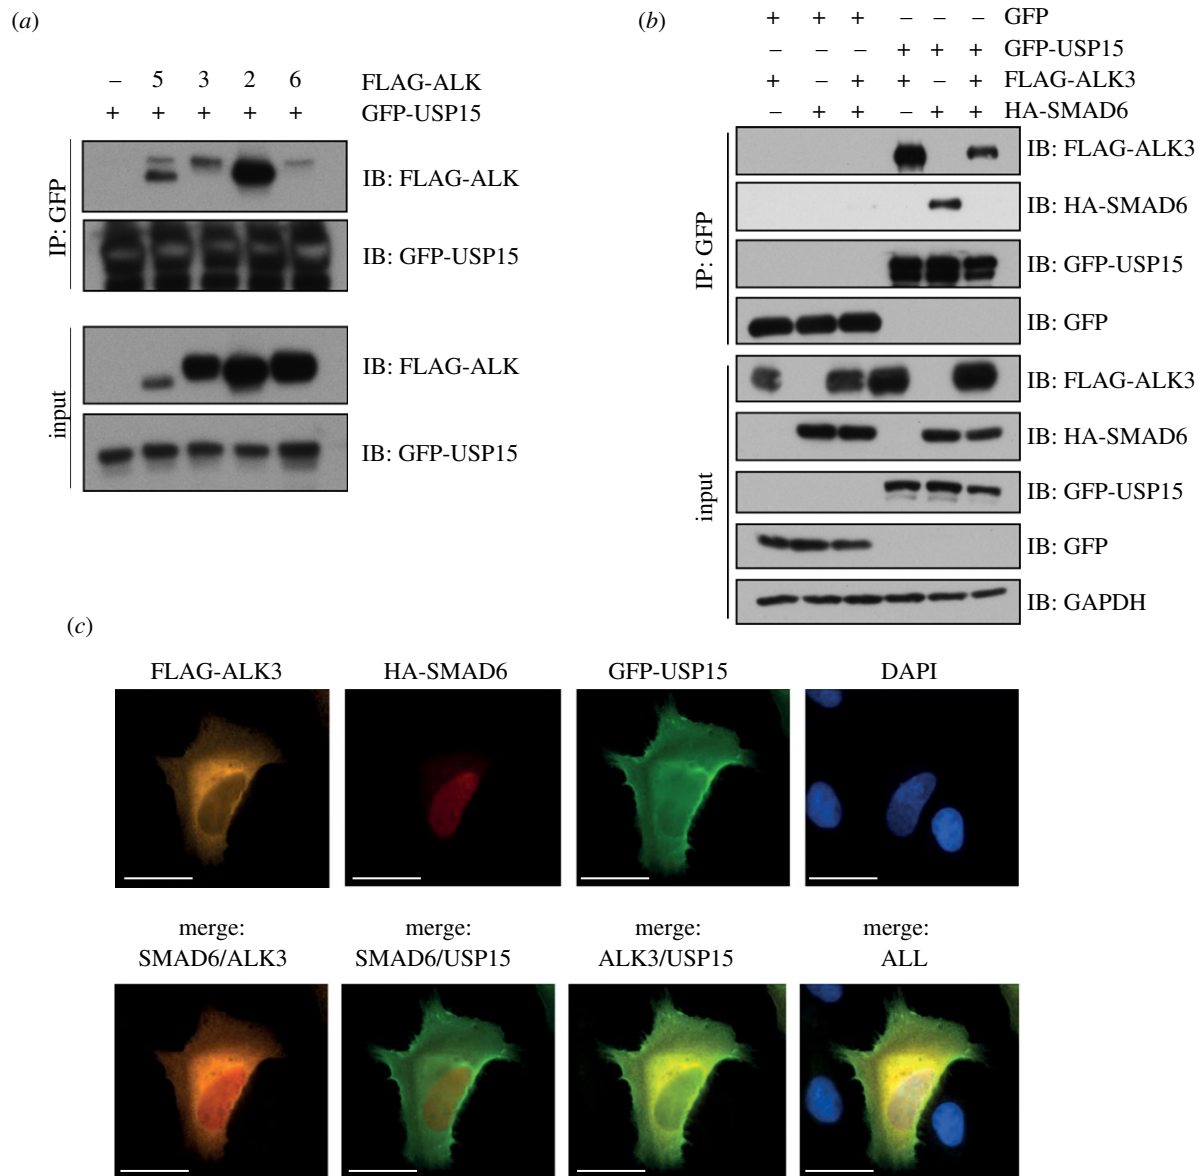 (a)
– 5 3 2 6 FLAG-ALK
+ + + + + GFP-USP15
IP: GFP
IB: FLAG-ALK
IB: GFP-USP15
input
IB: FLAG-ALK
IB: GFP-USP15
(b)
+ + + – – – GFP
– – – + + + GFP-USP15
+ – + + – + FLAG-ALK3
– + + – + + HA-SMAD6
IP: GFP
IB: FLAG-ALK3
IB: HA-SMAD6
IB: GFP-USP15
IB: GFP
input
IB: FLAG-ALK3
IB: HA-SMAD6
IB: GFP-USP15
IB: GFP
IB: GAPDH
(c)
FLAG-ALK3 HA-SMAD6 GFP-USP15 DAPI
merge: merge: merge: merge:
SMAD6/ALK3 SMAD6/USP15 ALK3/USP15 ALL